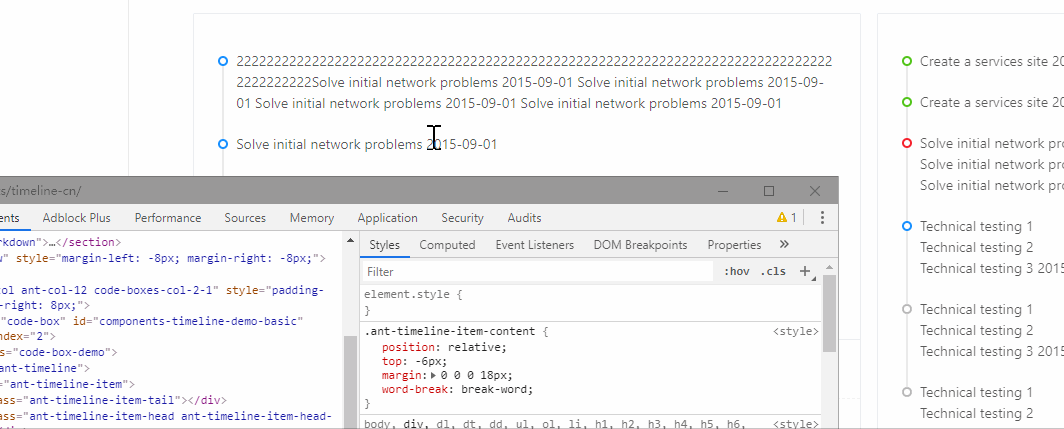 2222222222222222222222222222222222222222222222222222222222222222222222222222222
2222222222Solve initial network problems 2015-09-01 Solve initial network problems 2015-09-
01 Solve initial network problems 2015-09-01 Solve initial network problems 2015-09-01
Solve initial network problems 2015-09-01
Create a services site 20
Create a services site 20
Solve initial network pro
Solve initial network pro
Solve initial network pro
Technical testing 1
Technical testing 2
Technical testing 3 2015
Technical testing 1
Technical testing 2
Technical testing 3 2015
Technical testing 1
Technical testing 2
s/timeline-cn/
ents Adblock Plus Performance Sources Memory Application Security Audits 1
rkdown">…</section>
w" style="margin-left: -8px; margin-right: -8px;">
col ant-col-12 code-boxes-col-2-1" style="padding-
-right: 8px;">
"code-box" id="components-timeline-demo-basic"
ndex="2">
s="code-box-demo">
ant-timeline">
="ant-timeline-item">
ass="ant-timeline-item-tail"></div>
ass="ant-timeline-item-head ant-timeline-item-head-
Styles Computed Event Listeners DOM Breakpoints Properties »
Filter :hov .cls +
element.style {
}
.ant-timeline-item-content { <style>
position: relative;
top: -6px;
margin: 0 0 0 18px;
word-break: break-word;
}
body, div, dl, dt, dd, ul, ol, li, h1, h2, h3, h4, h5, h6, <style>